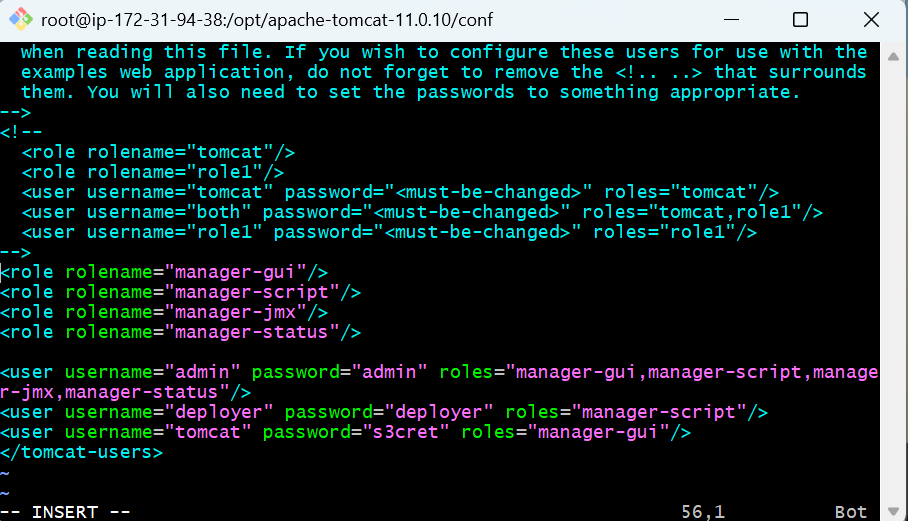 root@ip-172-31-94-38:/opt/apache-tomcat-11.0.10/conf
  when reading this file. If you wish to configure these users for use with the
  examples web application, do not forget to remove the <!.. ..> that surrounds
  them. You will also need to set the passwords to something appropriate.
-->
<!--
  <role rolename="tomcat"/>
  <role rolename="role1"/>
  <user username="tomcat" password="<must-be-changed>" roles="tomcat"/>
  <user username="both" password="<must-be-changed>" roles="tomcat,role1"/>
  <user username="role1" password="<must-be-changed>" roles="role1"/>
-->
<role rolename="manager-gui"/>
<role rolename="manager-script"/>
<role rolename="manager-jmx"/>
<role rolename="manager-status"/>

<user username="admin" password="admin" roles="manager-gui,manager-script,manage
r-jmx,manager-status"/>
<user username="deployer" password="deployer" roles="manager-script"/>
<user username="tomcat" password="s3cret" roles="manager-gui"/>
</tomcat-users>
~
~
-- INSERT -- 56,1 Bot